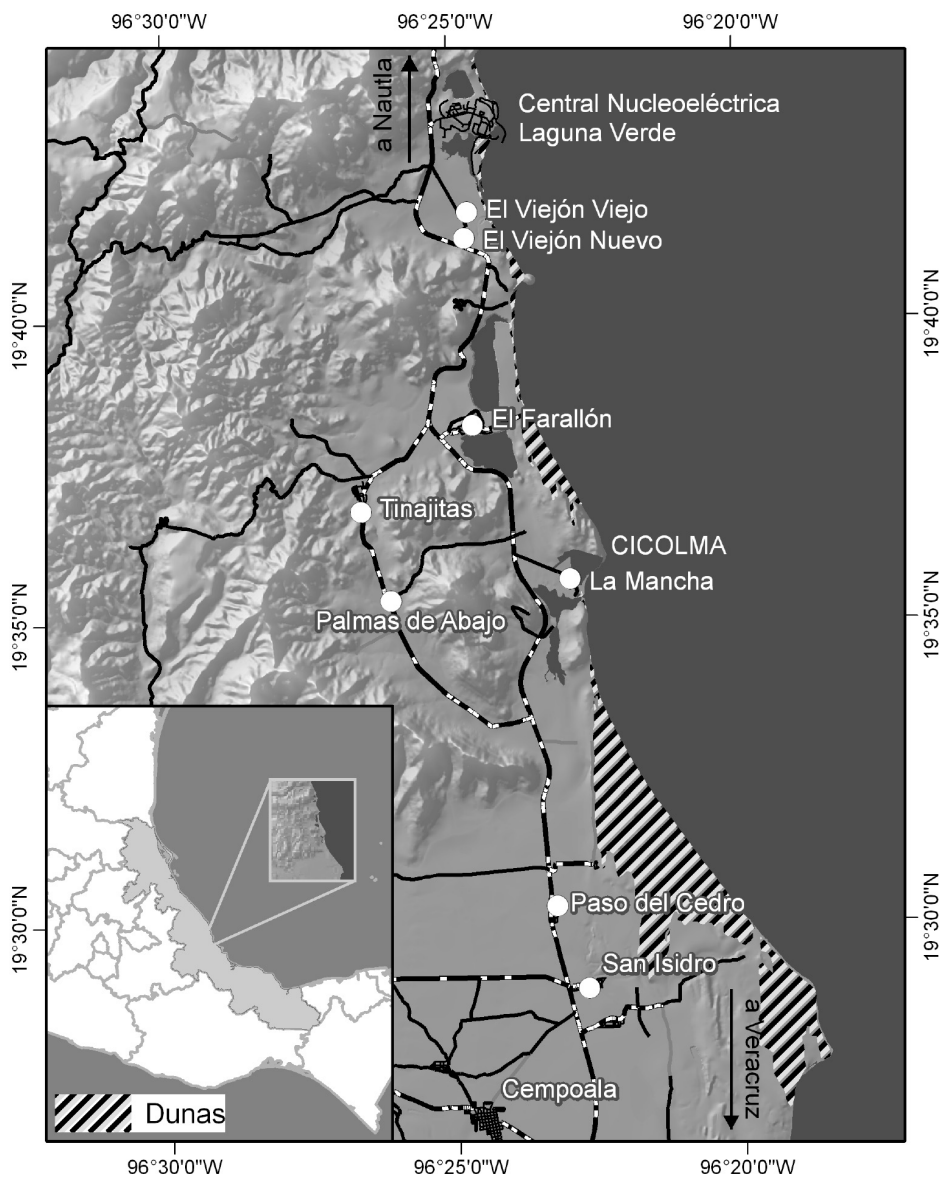 96°30'0"W
96°25'0"W
96°20'0"W
a Nautla
Central Nucleoeléctrica
Laguna Verde
El Viejón Viejo
El Viejón Nuevo
19°40'0"N
19°40'0"N
El Farallón
Tinajitas
CICOLMA
La Mancha
Palmas de Abajo
19°35'0"N
19°35'0"N
Paso del Cedro
19°30'0"N
19°30'0"N
San Isidro
a Veracruz
Cempoala
Dunas
96°30'0"W
96°25'0"W
96°20'0"W